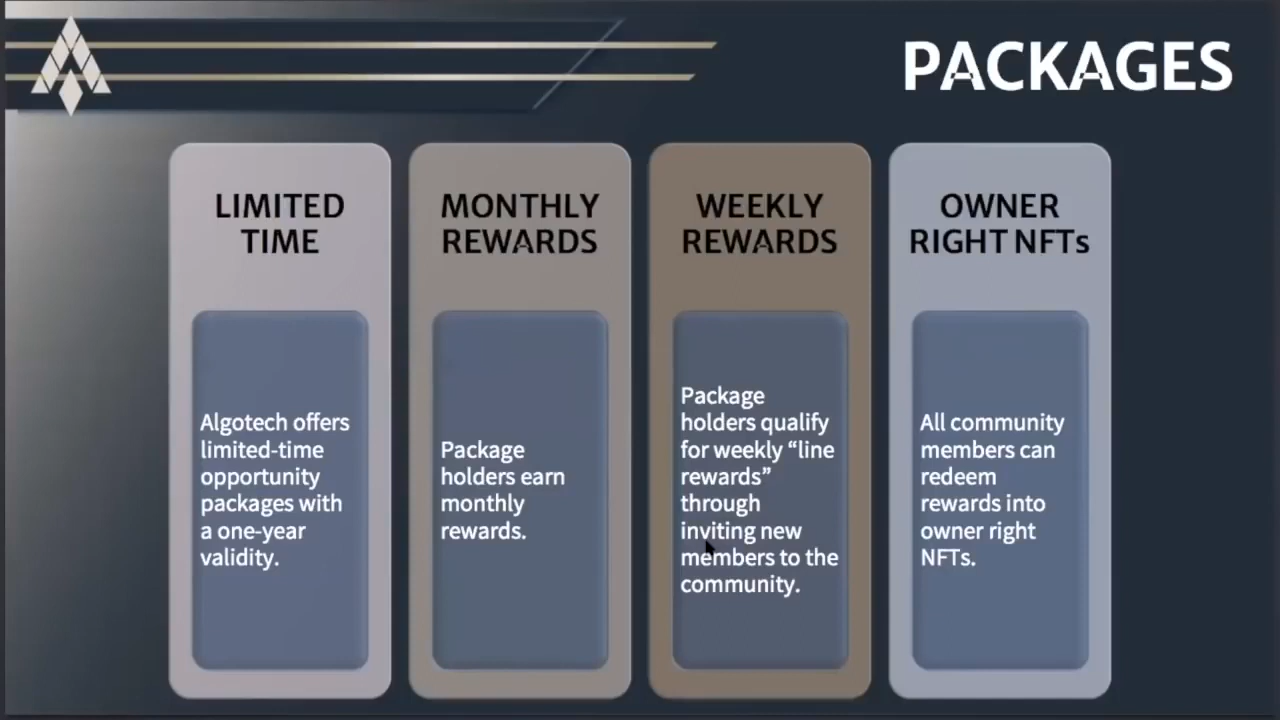 PACKAGES
LIMITED
TIME
Algotech offers
limited-time
opportunity
packages with
a one-year
validity.
MONTHLY
REWARDS
Package
holders earn
monthly
rewards.
WEEKLY
REWARDS
Package
holders qualify
for weekly “line
rewards”
through
inviting new
members to the
community.
OWNER
RIGHT NFTs
All community
members can
redeem
rewards into
owner right
NFTs.